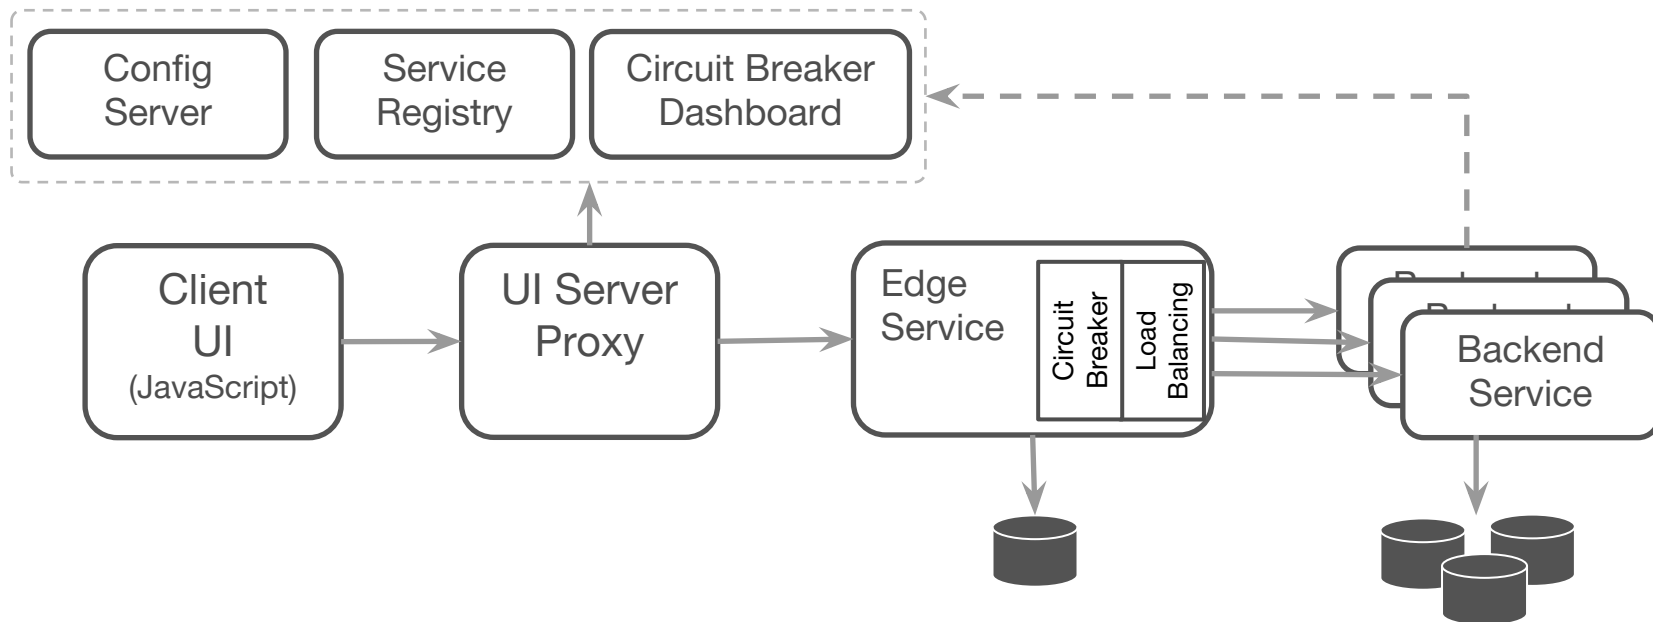 Config
Server
Service
Registry
Circuit Breaker
Dashboard
Client
UI
(JavaScript)
UI Server
Proxy
Edge
Service
Circuit
Breaker
Load
Balancing
Backend
Service